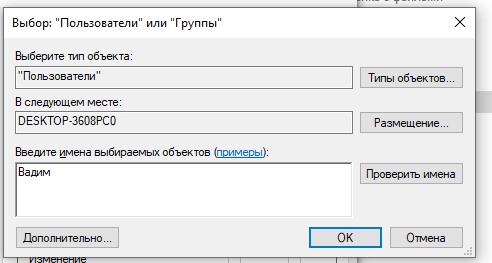 Выбор: "Пользователи" или "Группы"
Выберите тип объекта:
"Пользователи"
Типы объектов...
В следующем месте:
DESKTOP-3608PC0
Размещение...
Введите имена выбираемых объектов (примеры):
Вадим
Проверить имена
Дополнительно...
OK
Отмена
Изменение